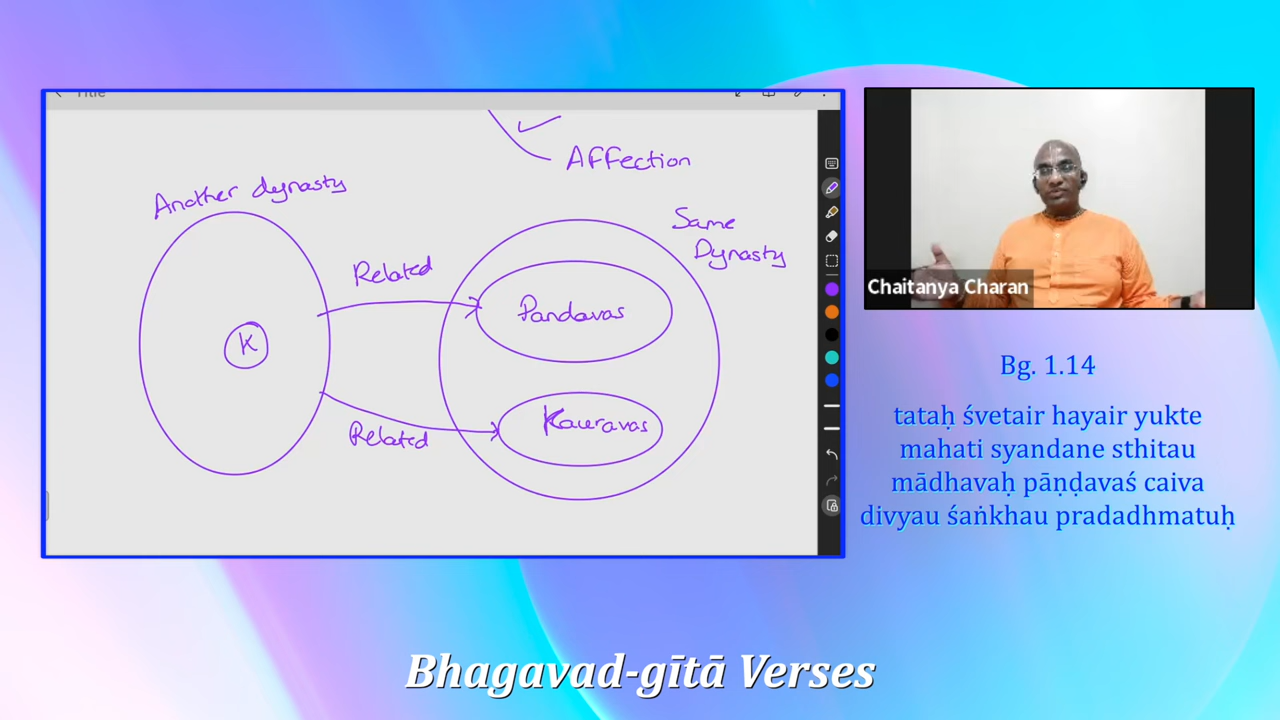 Title
Affection
Another dynasty
Same
Dynasty
Related
Pandavas
K
Kauravas
Related
Chaitanya Charan
Bg. 1.14
tataḥ śvetair hayair yukte
mahati syandane sthitau
mādhavaḥ pāṇḍavaś caiva
divyau śaṅkhau pradadhmatuḥ
Bhagavad-gītā Verses